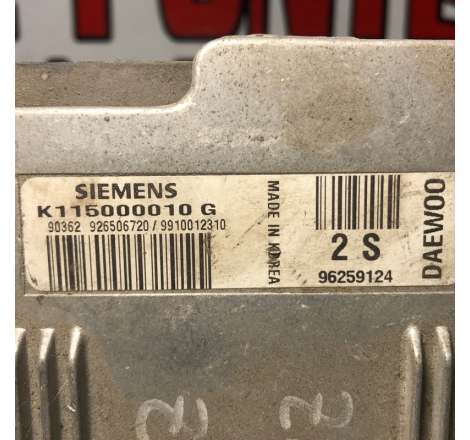 SIEMENS
K115000010 G
90362 926506720 / 9910012310
MADE IN KOREA
2 S
96259124
DAEWOO